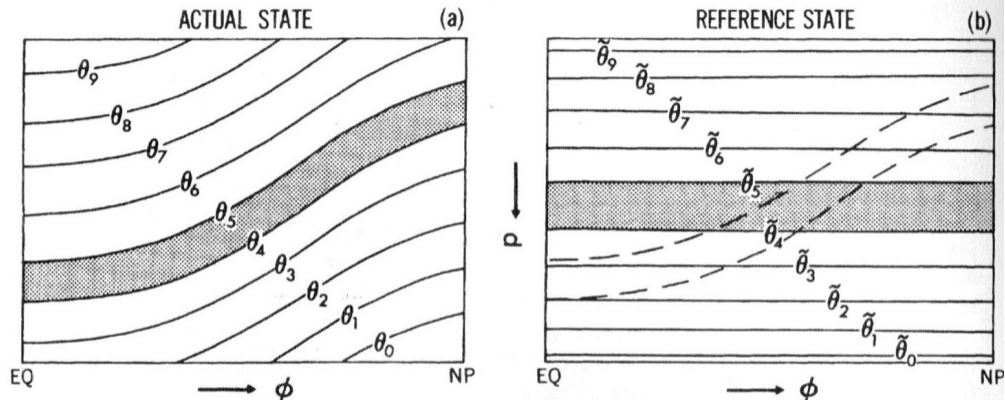 ACTUAL STATE (a)
θ9
θ8
θ7
θ6
θ5
θ4
θ3
θ2
θ1
θ0
EQ → ϕ NP
REFERENCE STATE (b)
θ̃9
θ̃8
θ̃7
θ̃6
θ̃5
θ̃4
θ̃3
θ̃2
θ̃1
θ̃0
p →
EQ → ϕ NP